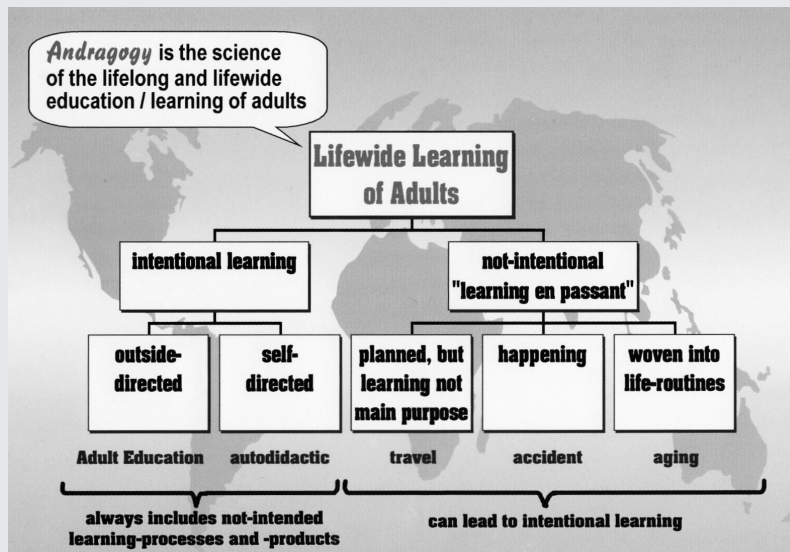 Andragogy is the science
of the lifelong and lifewide
education / learning of adults
Lifewide Learning
of Adults
intentional learning
not-intentional
"learning en passant"
outside-
directed
self-
directed
planned, but
learning not
main purpose
happening
woven into
life-routines
Adult Education
autodidactic
travel
accident
aging
always includes not-intended
learning-processes and -products
can lead to intentional learning